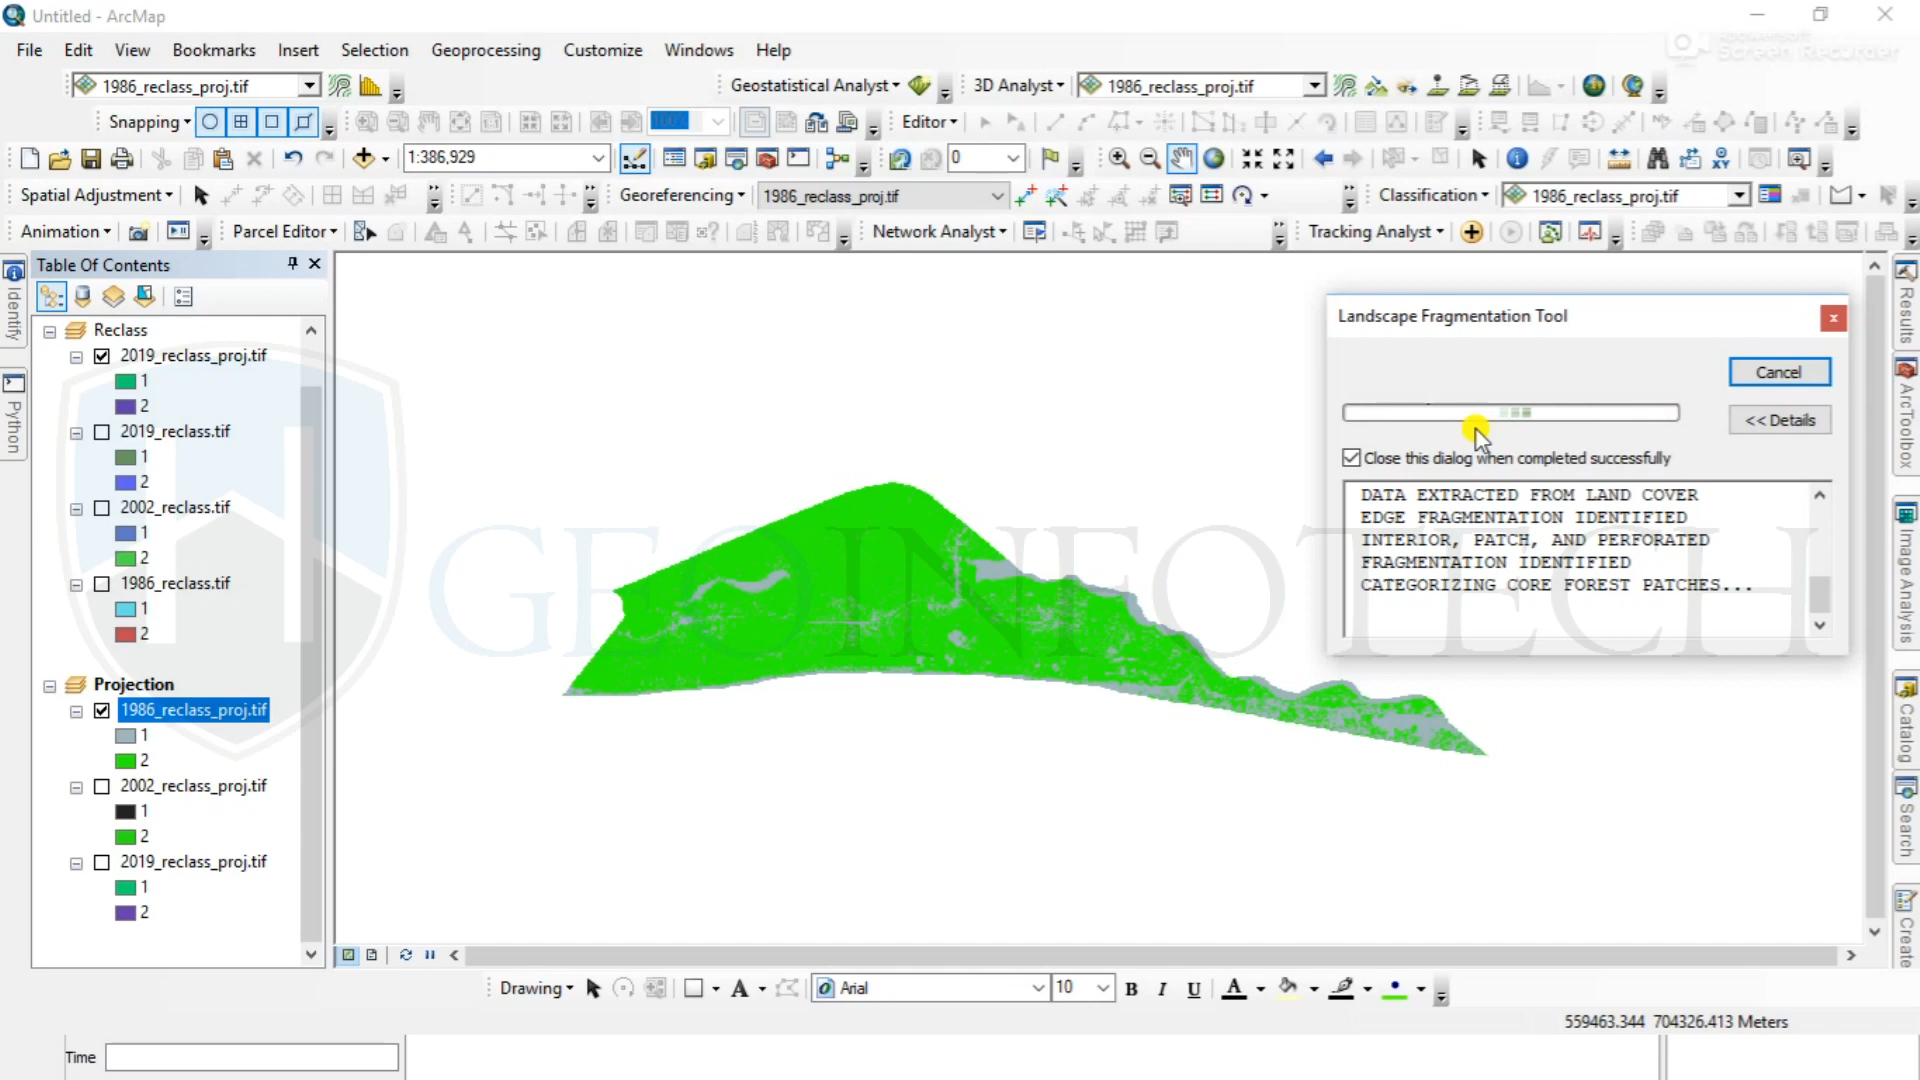 Untitled - ArcMap
Apowersoft
Screen Recorder
File Edit View Bookmarks Insert Selection Geoprocessing Customize Windows Help
1986_reclass_proj.tif Geostatistical Analyst 3D Analyst 1986_reclass_proj.tif
Snapping 100% Editor
1:386,929 0
Spatial Adjustment Georeferencing 1986_reclass_proj.tif Classification 1986_reclass_proj.tif
Animation Parcel Editor Network Analyst Tracking Analyst
Identify
Python
Table Of Contents
Reclass
2019_reclass_proj.tif
1
2
2019_reclass.tif
1
2
2002_reclass.tif
1
2
1986_reclass.tif
1
2
Projection
1986_reclass_proj.tif
1
2
2002_reclass_proj.tif
1
2
2019_reclass_proj.tif
1
2
GEOINFOTECH
Landscape Fragmentation Tool
Cancel
<< Details
Close this dialog when completed successfully
DATA EXTRACTED FROM LAND COVER
EDGE FRAGMENTATION IDENTIFIED
INTERIOR, PATCH, AND PERFORATED
FRAGMENTATION IDENTIFIED
CATEGORIZING CORE FOREST PATCHES...
Results
ArcToolbox
Image Analysis
Catalog
Search
Create
Drawing Arial 10 B I U A
559463.344 704326.413 Meters
Time